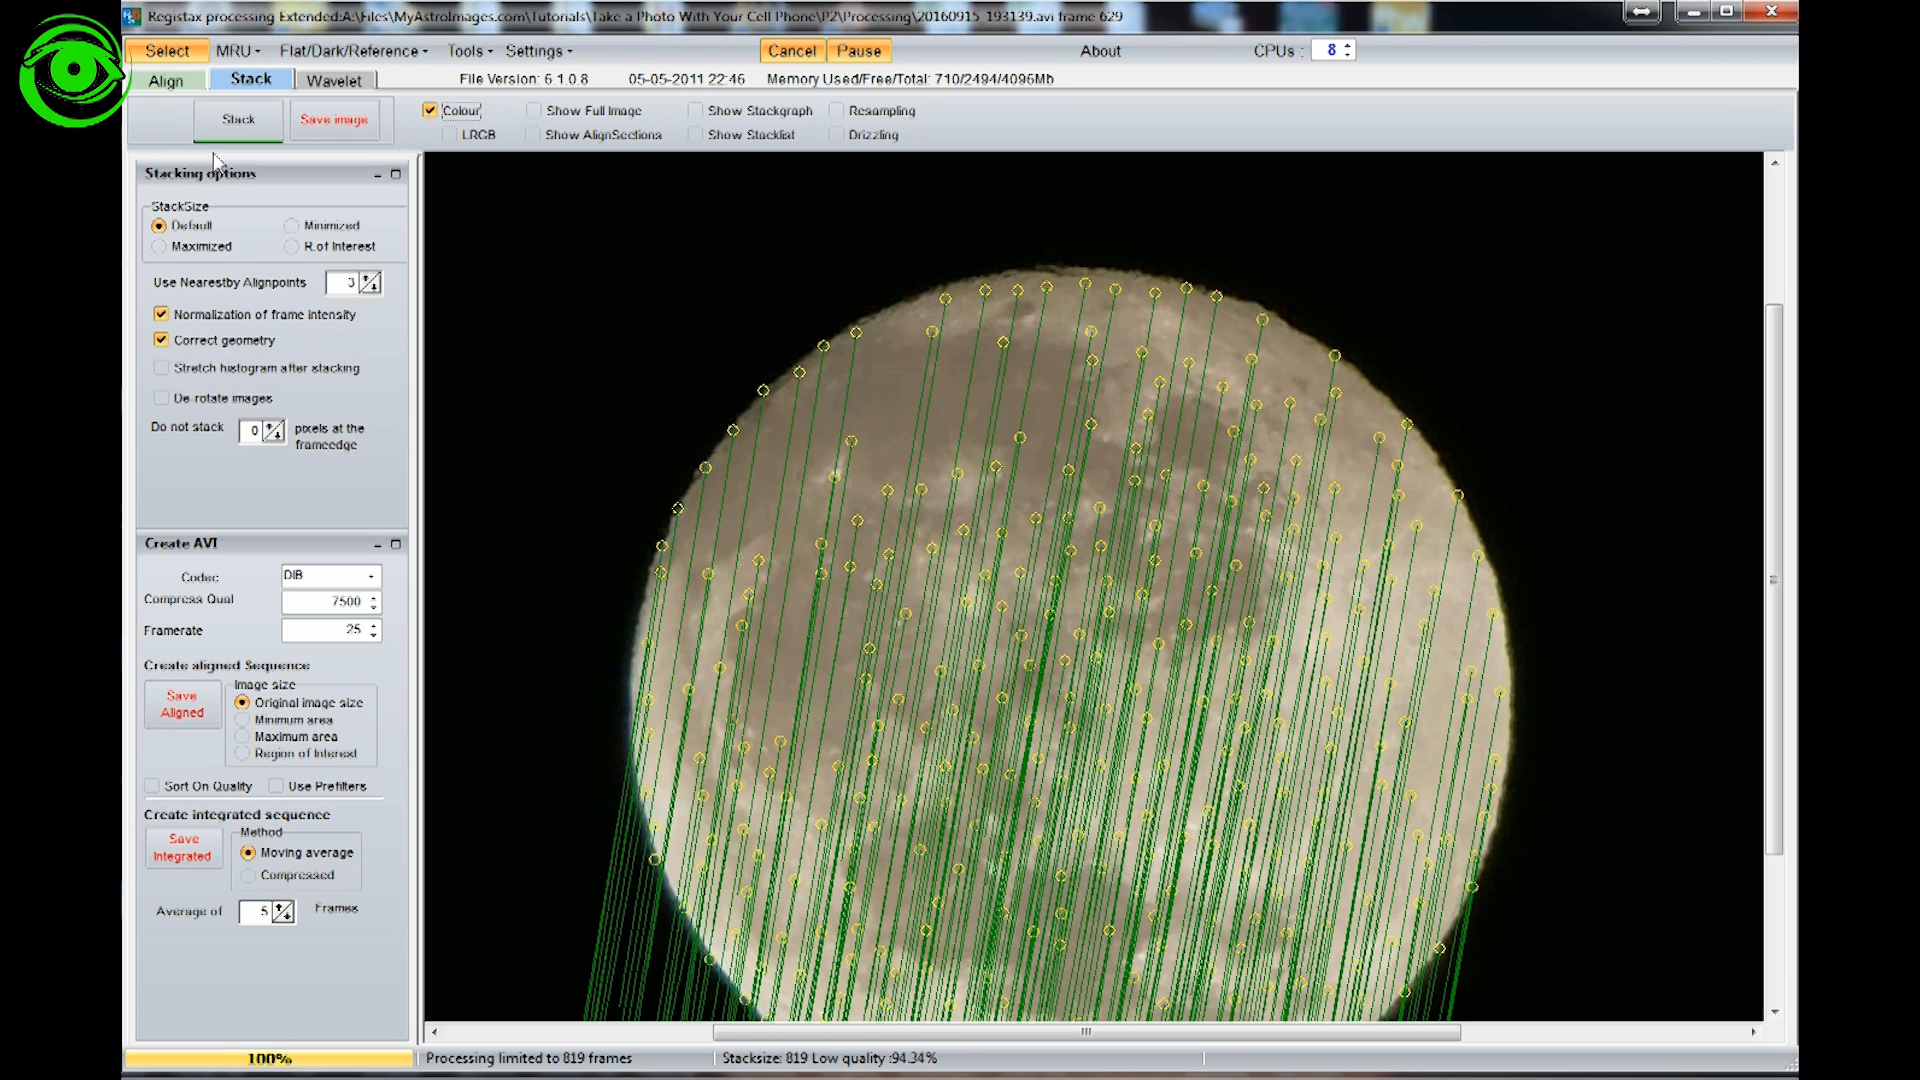 Registax processing Extended:A:\Files\MyAstroImages.com\Tutorials\Take a Photo With Your Cell Phone\P2\Processing\20160915_193139.avi frame 629
Select MRU Flat/Dark/Reference Tools Settings Cancel Pause About CPUs : 8
Align Stack Wavelet File Version: 6.1.0.8 05-05-2011 22:46 Memory Used/Free/Total: 710/2494/4096Mb
Stack Save image Colour Show Full Image Show Stackgraph Resampling
LRGB Show AlignSections Show Stacklist Drizzling
Stacking options
StackSize
Default Minimized
Maximized R.of Interest
Use Nearestby Alignpoints 3
Normalization of frame intensity
Correct geometry
Stretch histogram after stacking
De-rotate images
Do not stack 0 pixels at the
frameedge
Create AVI
Codec: DIB
Compress Qual 7500
Framerate 25
Create aligned Sequence
Image size
Save
Aligned
Original image size
Minimum area
Maximum area
Region of Interest
Sort On Quality Use Prefilters
Create integrated sequence
Method
Save
Integrated
Moving average
Compressed
Average of 5 Frames
100% Processing limited to 819 frames Stacksize: 819 Low quality :94.34%